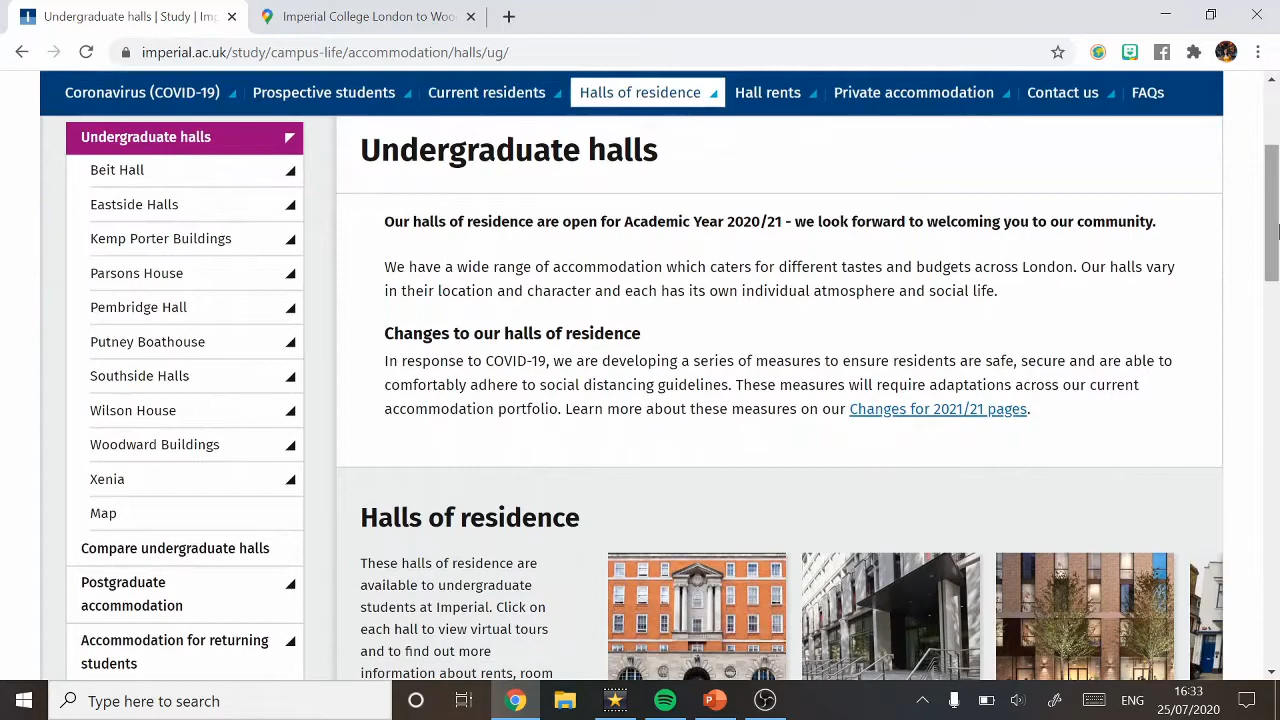 Undergraduate halls | Study | Imp
Imperial College London to Woo
imperial.ac.uk/study/campus-life/accommodation/halls/ug/
Coronavirus (COVID-19)
Prospective students
Current residents
Halls of residence
Hall rents
Private accommodation
Contact us
FAQs
Undergraduate halls
Beit Hall
Eastside Halls
Kemp Porter Buildings
Parsons House
Pembridge Hall
Putney Boathouse
Southside Halls
Wilson House
Woodward Buildings
Xenia
Map
Compare undergraduate halls
Postgraduate
accommodation
Accommodation for returning
students
Undergraduate halls
Our halls of residence are open for Academic Year 2020/21 - we look forward to welcoming you to our community.
We have a wide range of accommodation which caters for different tastes and budgets across London. Our halls vary
in their location and character and each has its own individual atmosphere and social life.
Changes to our halls of residence
In response to COVID-19, we are developing a series of measures to ensure residents are safe, secure and are able to
comfortably adhere to social distancing guidelines. These measures will require adaptations across our current
accommodation portfolio. Learn more about these measures on our Changes for 2021/21 pages.
Halls of residence
These halls of residence are
available to undergraduate
students at Imperial. Click on
each hall to view virtual tours
and to find out more
information about rents, room
Type here to search
ENG
16:33
25/07/2020